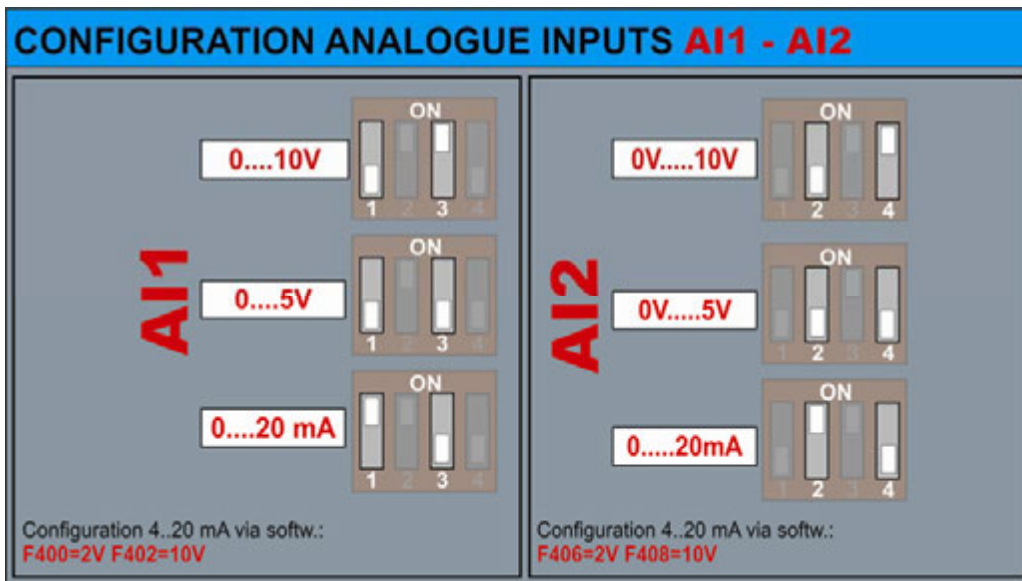 CONFIGURATION ANALOGUE INPUTS AI1 - AI2
AI1
0....10V
ON
1 2 3 4
0....5V
ON
1 2 3 4
0....20 mA
ON
1 2 3 4
Configuration 4..20 mA via softw.:
F400=2V F402=10V
AI2
0V.....10V
ON
1 2 3 4
0V.....5V
ON
1 2 3 4
0.....20mA
ON
1 2 3 4
Configuration 4..20 mA via softw.:
F406=2V F408=10V